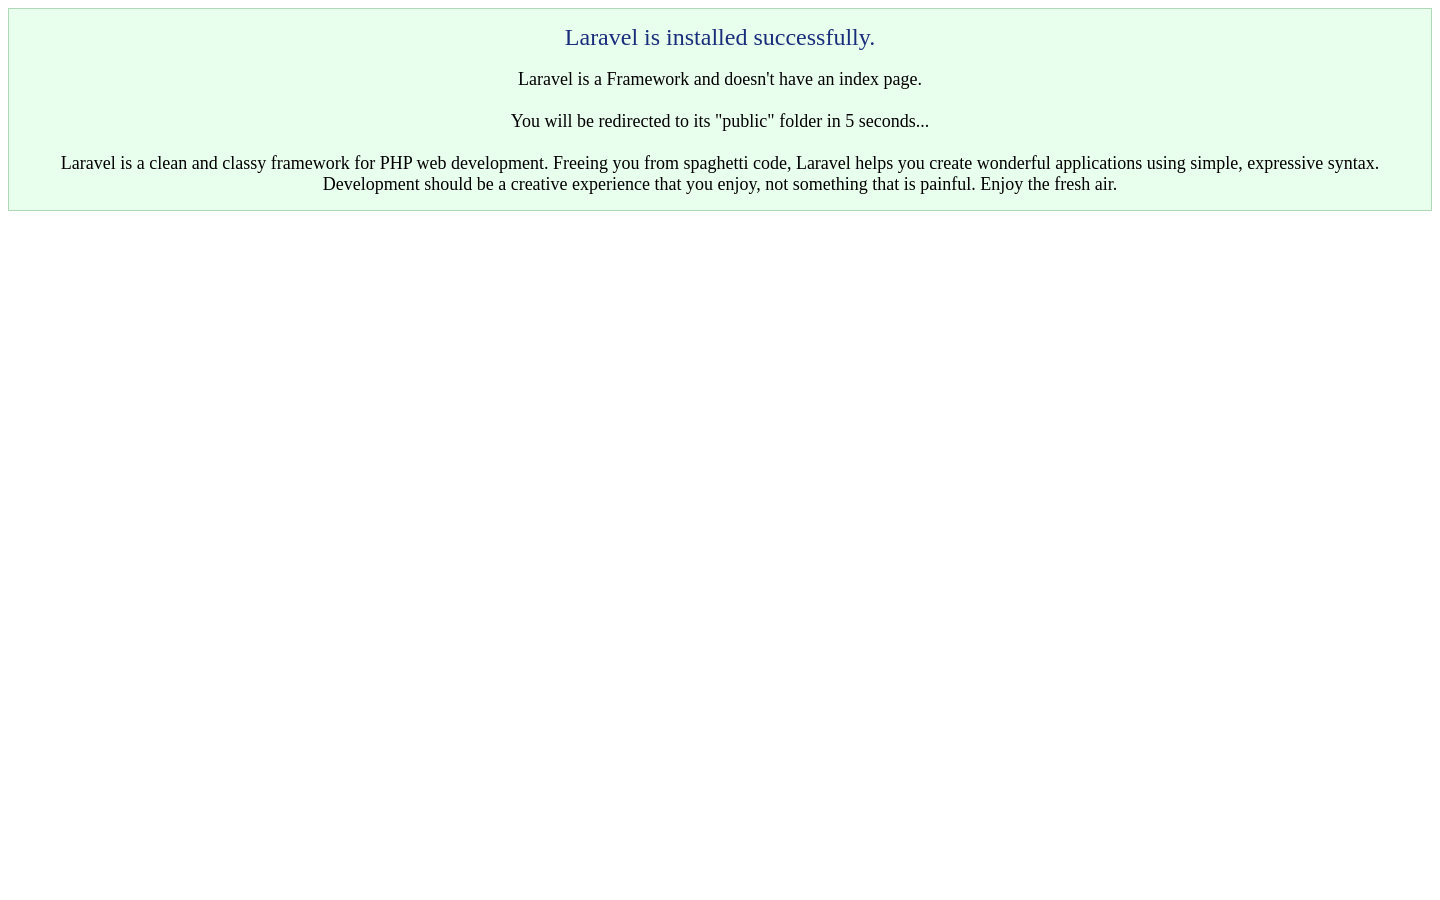 Laravel is installed successfully.
Laravel is a Framework and doesn't have an index page.
You will be redirected to its "public" folder in 5 seconds...
Laravel is a clean and classy framework for PHP web development. Freeing you from spaghetti code, Laravel helps you create wonderful applications using simple, expressive syntax.
Development should be a creative experience that you enjoy, not something that is painful. Enjoy the fresh air.